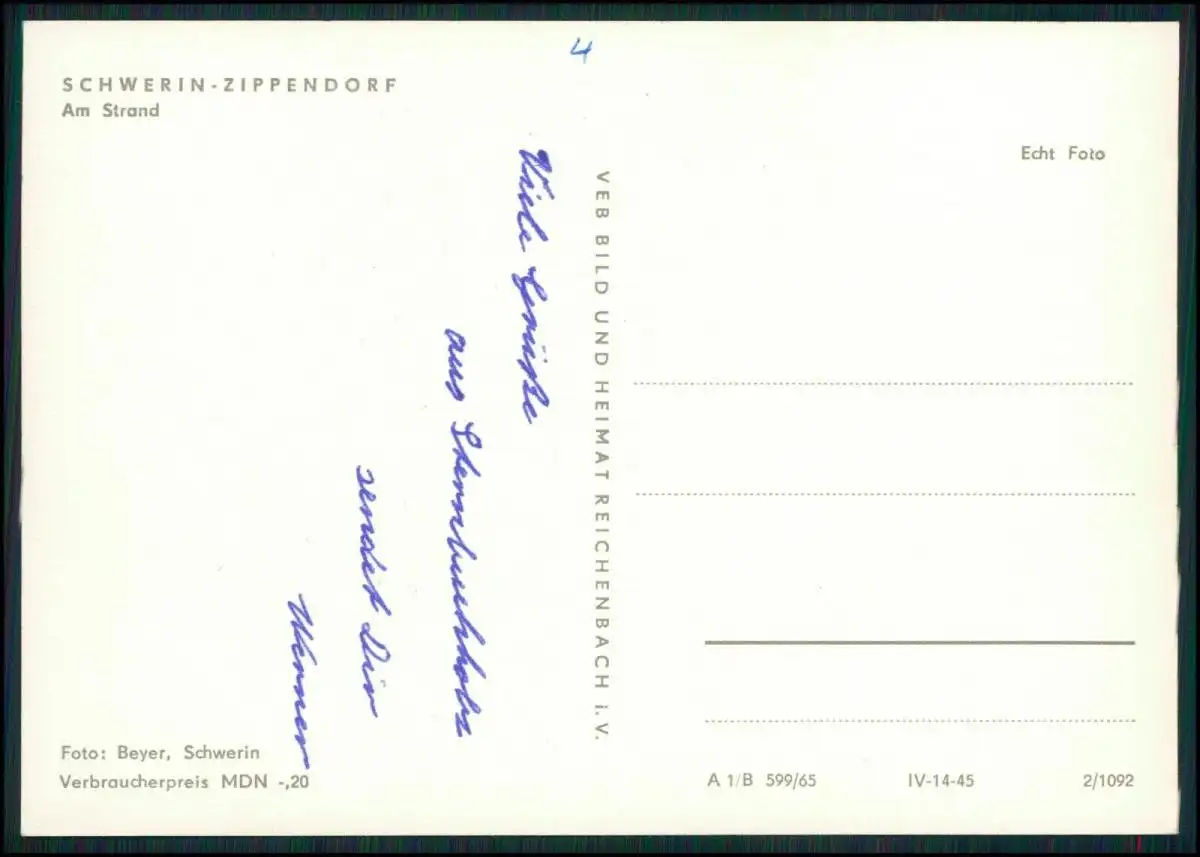 4
SCHWERIN-ZIPPENDORF
Am Strand
Echt Foto
Viele Grüße
aus Sternbuchholz
sendet Dir
Werner
VEB BILD UND HEIMAT REICHENBACH i.V.
Foto: Beyer, Schwerin
Verbraucherpreis MDN -,20
A 1/B 599/65 IV-14-45 2/1092